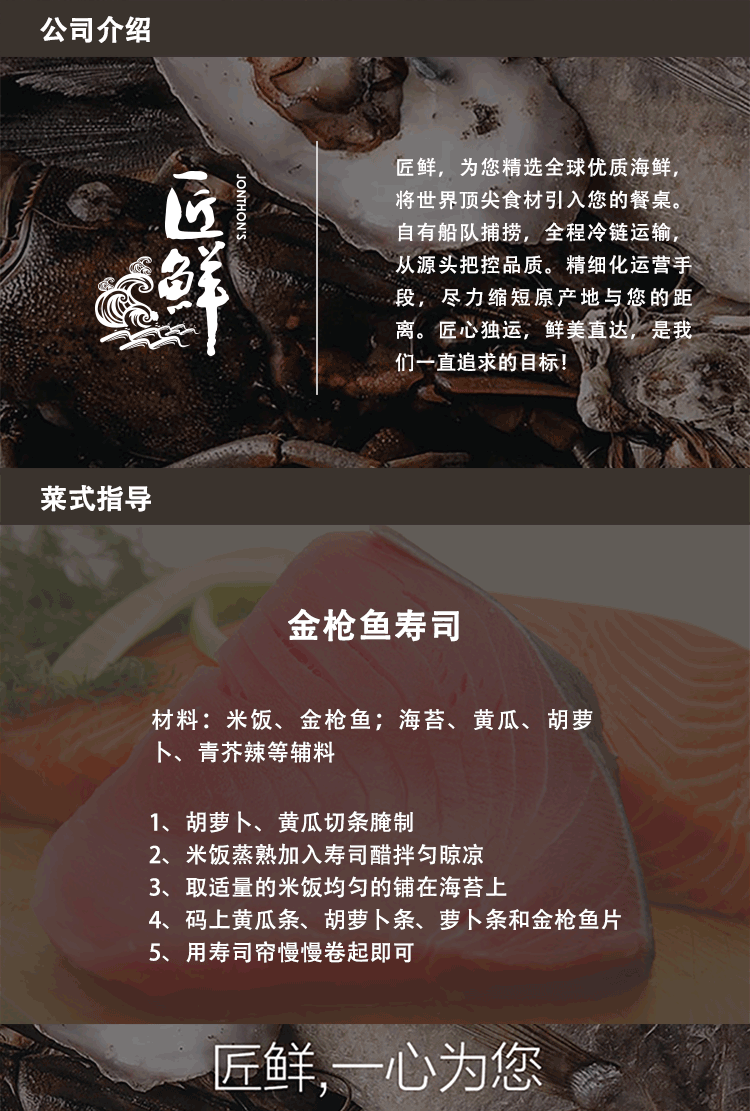 公司介绍
匠鲜
JONTHON'S
匠鲜，为您精选全球优质海鲜，
将世界顶尖食材引入您的餐桌。
自有船队捕捞，全程冷链运输，
从源头把控品质。精细化运营手
段，尽力缩短原产地与您的距
离。匠心独运，鲜美直达，是我
们一直追求的目标！
菜式指导
金枪鱼寿司
材料：米饭、金枪鱼；海苔、黄瓜、胡萝
卜、青芥辣等辅料
1、胡萝卜、黄瓜切条腌制
2、米饭蒸熟加入寿司醋拌匀晾凉
3、取适量的米饭均匀的铺在海苔上
4、码上黄瓜条、胡萝卜条、萝卜条和金枪鱼片
5、用寿司帘慢慢卷起即可
匠鲜,一心为您